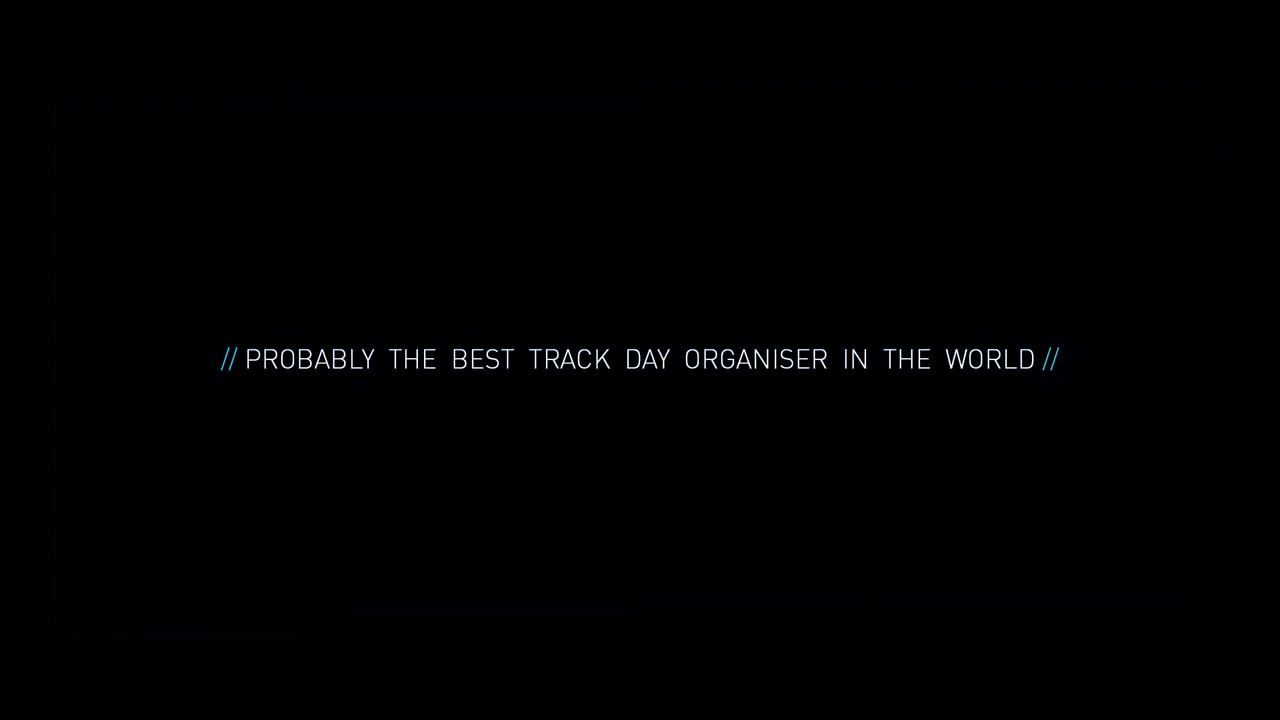 // PROBABLY THE BEST TRACK DAY ORGANISER IN THE WORLD //